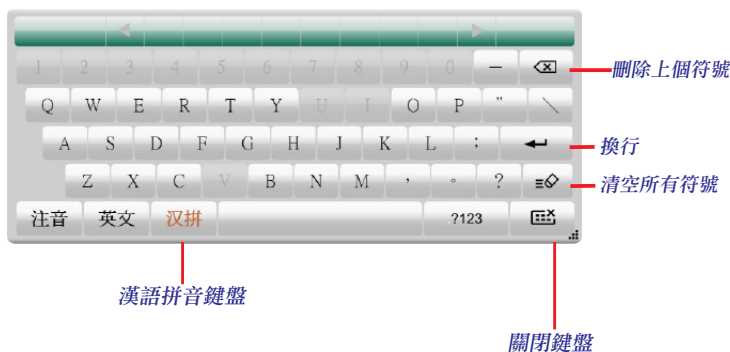 1 2 3 4 5 6 7 8 9 0 —
刪除上個符號
Q W E R T Y U I O P " \
A S D F G H J K L :
換行
Z X C V B N M , 。 ?
清空所有符號
注音 英文 汉拼 ?123
漢語拼音鍵盤
關閉鍵盤